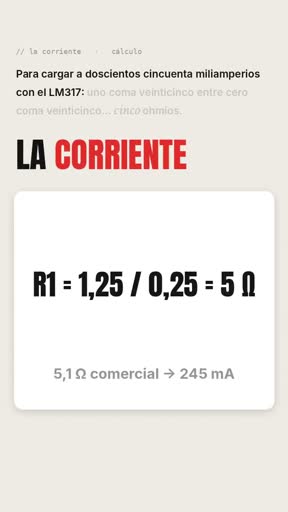 // la corriente · cálculo
Para cargar a doscientos cincuenta miliamperios
con el LM317: uno coma veinticinco entre cero
coma veinticinco... cinco ohmios.
LA CORRIENTE
R1 = 1,25 / 0,25 = 5 Ω
5,1 Ω comercial → 245 mA